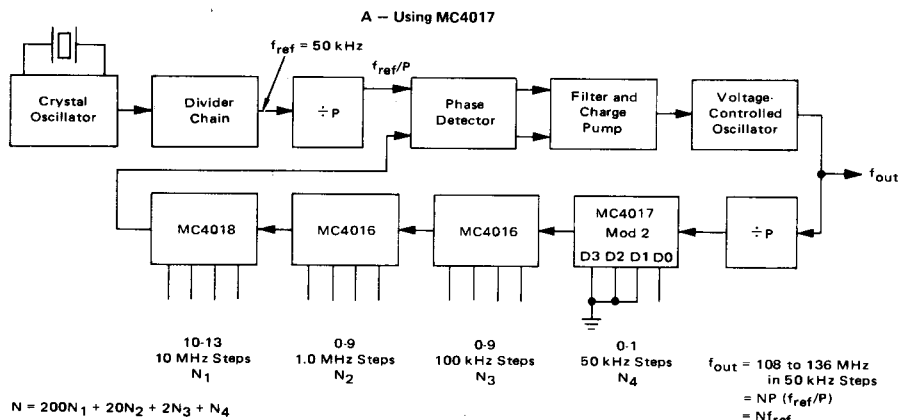 A – Using MC4017
f_ref = 50 kHz
f_ref/P
Crystal
Oscillator
Divider
Chain
÷P
Phase
Detector
Filter and
Charge
Pump
Voltage-
Controlled
Oscillator
f_out
MC4018
MC4016
MC4016
MC4017
Mod 2
D3 D2 D1 D0
÷P
10-13
10 MHz Steps
N₁
0-9
1.0 MHz Steps
N₂
0-9
100 kHz Steps
N₃
0-1
50 kHz Steps
N₄
f_out = 108 to 136 MHz
in 50 kHz Steps
= NP (f_ref/P)
= Nf_ref
N = 200N₁ + 20N₂ + 2N₃ + N₄